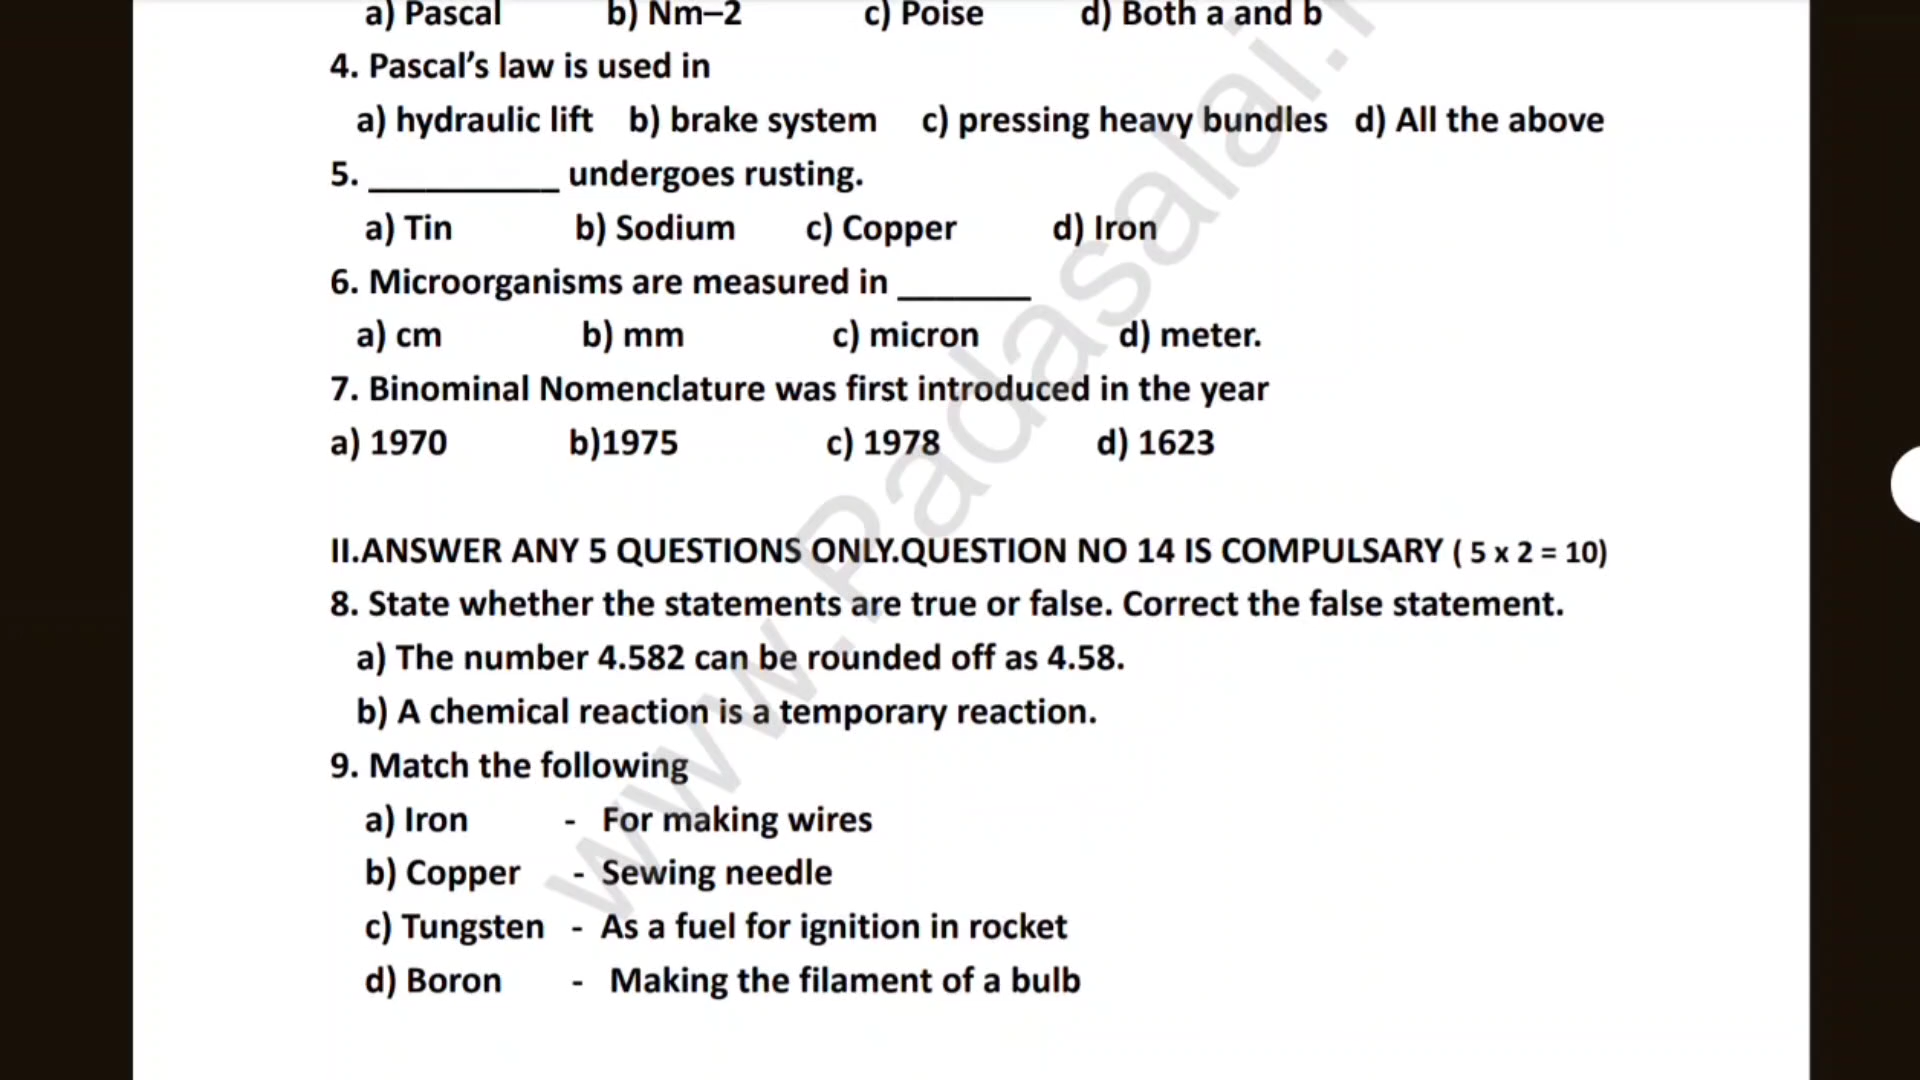 a) Pascal b) Nm–2 c) Poise d) Both a and b
4. Pascal’s law is used in
a) hydraulic lift b) brake system c) pressing heavy bundles d) All the above
5. __________ undergoes rusting.
a) Tin b) Sodium c) Copper d) Iron
6. Microorganisms are measured in _______
a) cm b) mm c) micron d) meter.
7. Binominal Nomenclature was first introduced in the year
a) 1970 b)1975 c) 1978 d) 1623
II.ANSWER ANY 5 QUESTIONS ONLY.QUESTION NO 14 IS COMPULSARY ( 5 x 2 = 10)
8. State whether the statements are true or false. Correct the false statement.
a) The number 4.582 can be rounded off as 4.58.
b) A chemical reaction is a temporary reaction.
9. Match the following
a) Iron - For making wires
b) Copper - Sewing needle
c) Tungsten - As a fuel for ignition in rocket
d) Boron - Making the filament of a bulb
www.Padasalai.